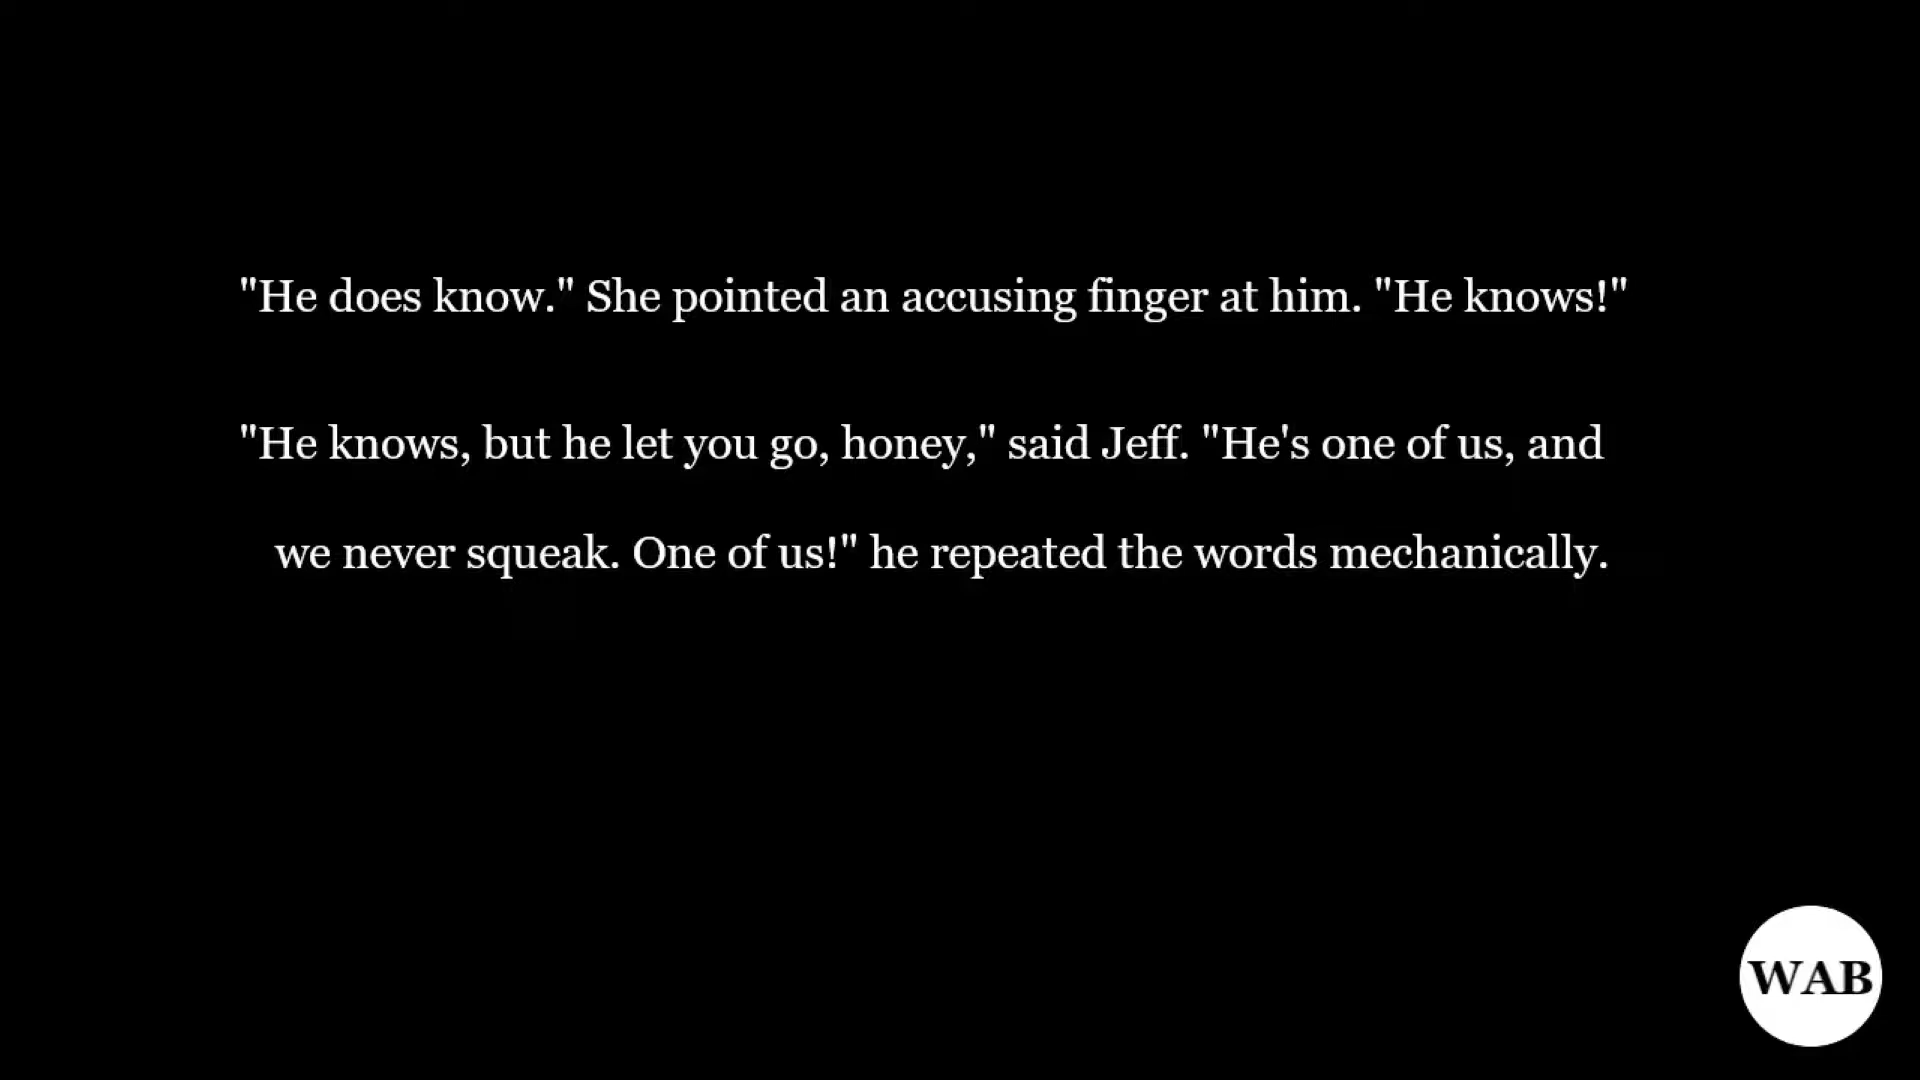 "He does know." She pointed an accusing finger at him. "He knows!"
"He knows, but he let you go, honey," said Jeff. "He's one of us, and
we never squeak. One of us!" he repeated the words mechanically.
WAB